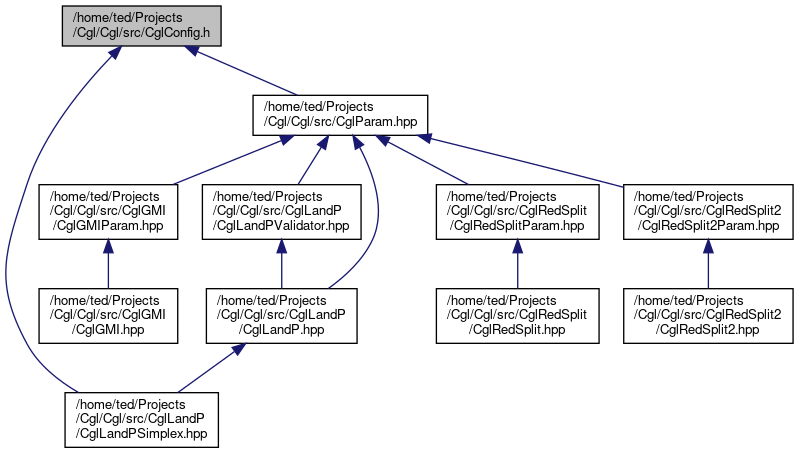 /home/ted/Projects
/Cgl/Cgl/src/CglConfig.h
/home/ted/Projects
/Cgl/Cgl/src/CglParam.hpp
/home/ted/Projects
/Cgl/Cgl/src/CglGMI
/CglGMIParam.hpp
/home/ted/Projects
/Cgl/Cgl/src/CglLandP
/CglLandPValidator.hpp
/home/ted/Projects
/Cgl/Cgl/src/CglRedSplit
/CglRedSplitParam.hpp
/home/ted/Projects
/Cgl/Cgl/src/CglRedSplit2
/CglRedSplit2Param.hpp
/home/ted/Projects
/Cgl/Cgl/src/CglGMI
/CglGMI.hpp
/home/ted/Projects
/Cgl/Cgl/src/CglLandP
/CglLandP.hpp
/home/ted/Projects
/Cgl/Cgl/src/CglRedSplit
/CglRedSplit.hpp
/home/ted/Projects
/Cgl/Cgl/src/CglRedSplit2
/CglRedSplit2.hpp
/home/ted/Projects
/Cgl/Cgl/src/CglLandP
/CglLandPSimplex.hpp